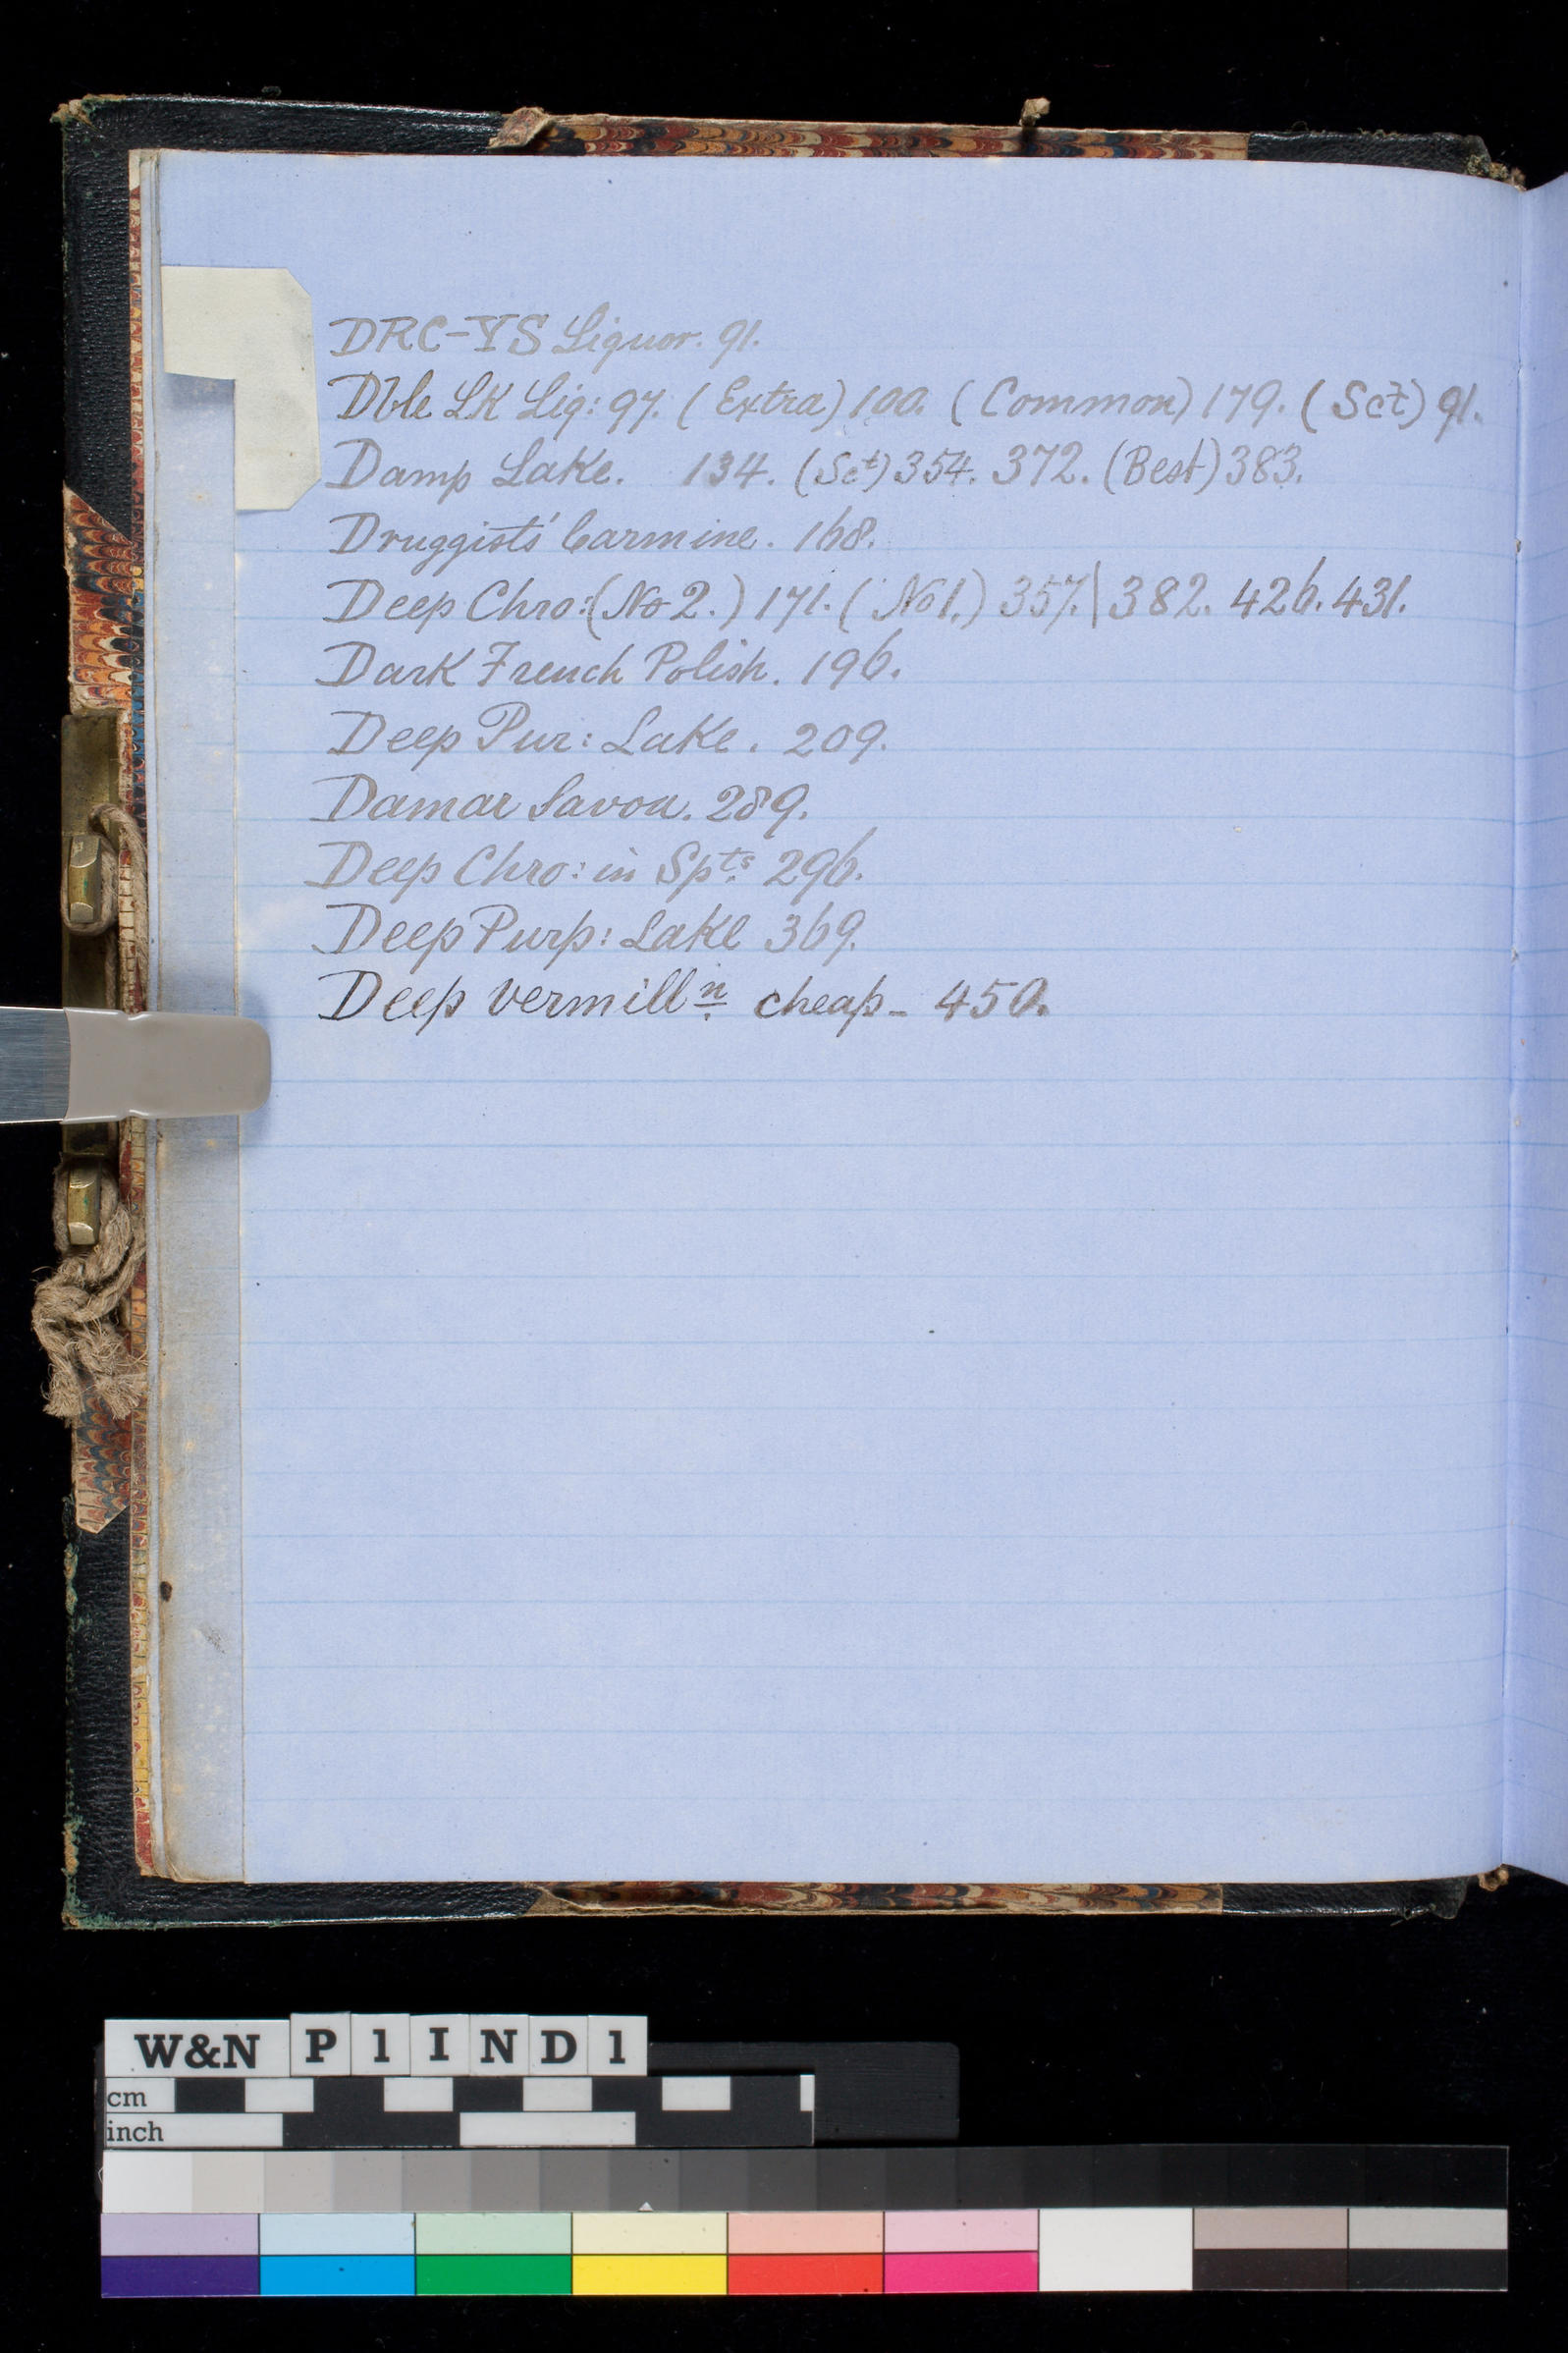 DRC-YS Liquor. 91.
Dble LK Liq: 97. (Extra) 100. (Common) 179. (Sct) 91.
Damp Lake. 134. (Sct) 354. 372. (Best) 383.
Druggists' Carmine. 168.
Deep Chro: (No 2.) 171. (No 1.) 357. | 382. 426. 431.
Dark French Polish. 196.
Deep Pur: Lake. 209.
Damar Savon. 289.
Deep Chro: in Spts. 296.
Deep Purp: Lake 369.
Deep Vermilln. cheap - 450.
W&N P1IND1
cm
inch